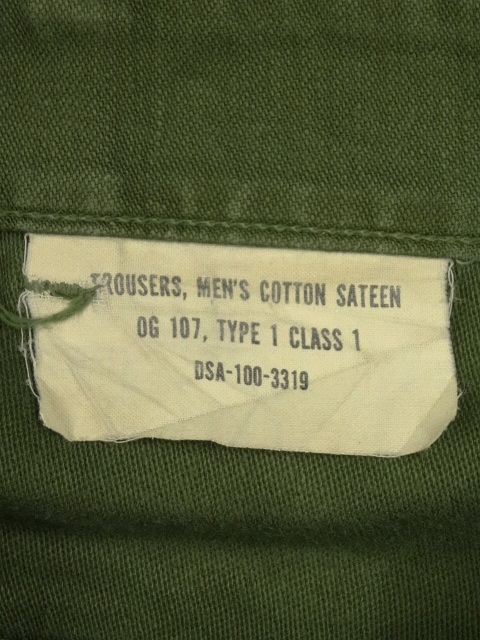 TROUSERS, MEN'S COTTON SATEEN
OG 107, TYPE 1 CLASS 1
DSA-100-3319